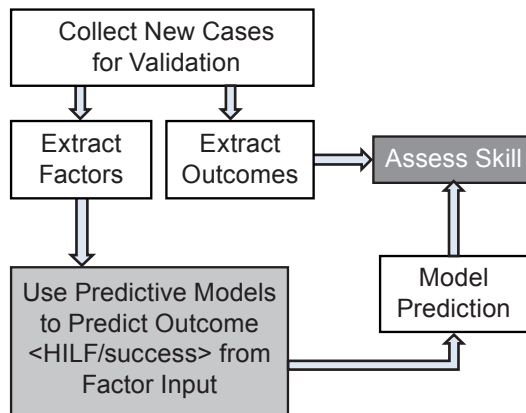 Collect New Cases
for Validation
Extract
Factors
Extract
Outcomes
Assess Skill
Use Predictive Models
to Predict Outcome
<HILF/success> from
Factor Input
Model
Prediction